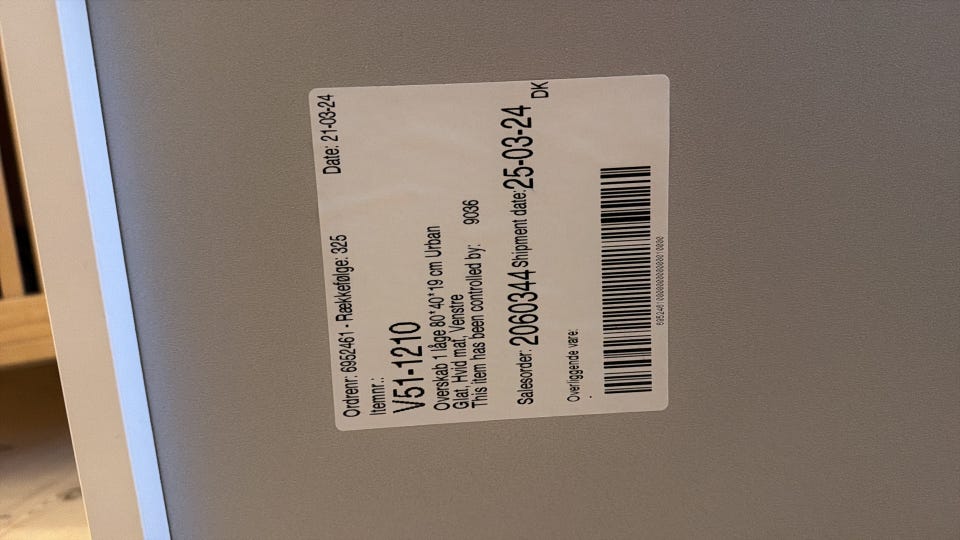 Ordrenr: 6952461 - Rækkefølge: 325 Date: 21-03-24
Itemnr.:
V51-1210
Overskab 1 låge 80*40*19 cm Urban
Glat, Hvid mat, Venstre
This item has been controlled by: 9036
Salesorder: 2060344 Shipment date: 25-03-24 DK
Overliggende vare:
.